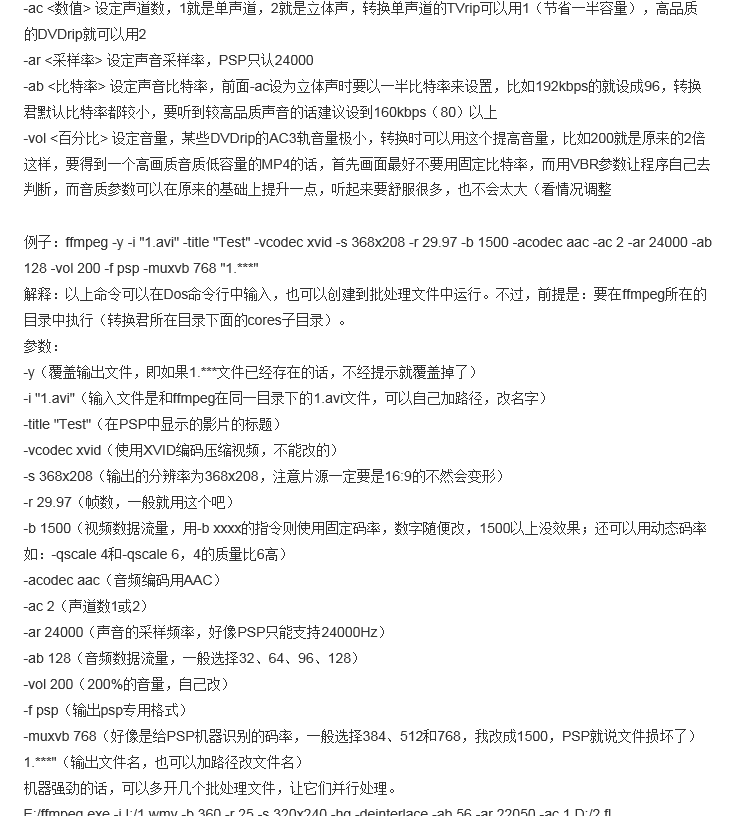 -ac <数值> 设定声道数，1就是单声道，2就是立体声，转换单声道的TVrip可以用1（节省一半容量），高品质
的DVDrip就可以用2
-ar <采样率> 设定声音采样率，PSP只认24000
-ab <比特率> 设定声音比特率，前面-ac设为立体声时要以一半比特率来设置，比如192kbps的就设成96，转换
君默认比特率都较小，要听到较高品质声音的话建议设到160kbps（80）以上
-vol <百分比> 设定音量，某些DVDrip的AC3轨音量极小，转换时可以用这个提高音量，比如200就是原来的2倍
这样，要得到一个高画质音质低容量的MP4的话，首先画面最好不要用固定比特率，而用VBR参数让程序自己去
判断，而音质参数可以在原来的基础上提升一点，听起来要舒服很多，也不会太大（看情况调整
例子：ffmpeg -y -i "1.avi" -title "Test" -vcodec xvid -s 368x208 -r 29.97 -b 1500 -acodec aac -ac 2 -ar 24000 -ab
128 -vol 200 -f psp -muxvb 768 "1.***"
解释：以上命令可以在Dos命令行中输入，也可以创建到批处理文件中运行。不过，前提是：要在ffmpeg所在的
目录中执行（转换君所在目录下面的cores子目录）。
参数：
-y（覆盖输出文件，即如果1.***文件已经存在的话，不经提示就覆盖掉了）
-i "1.avi"（输入文件是和ffmpeg在同一目录下的1.avi文件，可以自己加路径，改名字）
-title "Test"（在PSP中显示的影片的标题）
-vcodec xvid（使用XVID编码压缩视频，不能改的）
-s 368x208（输出的分辨率为368x208，注意片源一定要是16:9的不然会变形）
-r 29.97（帧数，一般就用这个吧）
-b 1500（视频数据流量，用-b xxxx的指令则使用固定码率，数字随便改，1500以上没效果；还可以用动态码率
如：-qscale 4和-qscale 6，4的质量比6高）
-acodec aac（音频编码用AAC）
-ac 2（声道数1或2）
-ar 24000（声音的采样频率，好像PSP只能支持24000Hz）
-ab 128（音频数据流量，一般选择32、64、96、128）
-vol 200（200%的音量，自己改）
-f psp（输出psp专用格式）
-muxvb 768（好像是给PSP机器识别的码率，一般选择384、512和768，我改成1500，PSP就说文件损坏了）
1.***"（输出文件名，也可以加路径改文件名）
机器强劲的话，可以多开几个批处理文件，让它们并行处理。
E:/ffmpeg.exe -i I:/1.wmv -b 360 -r 25 -s 320x240 -hq -deinterlace -ab 56 -ar 22050 -ac 1 D:/2.fl